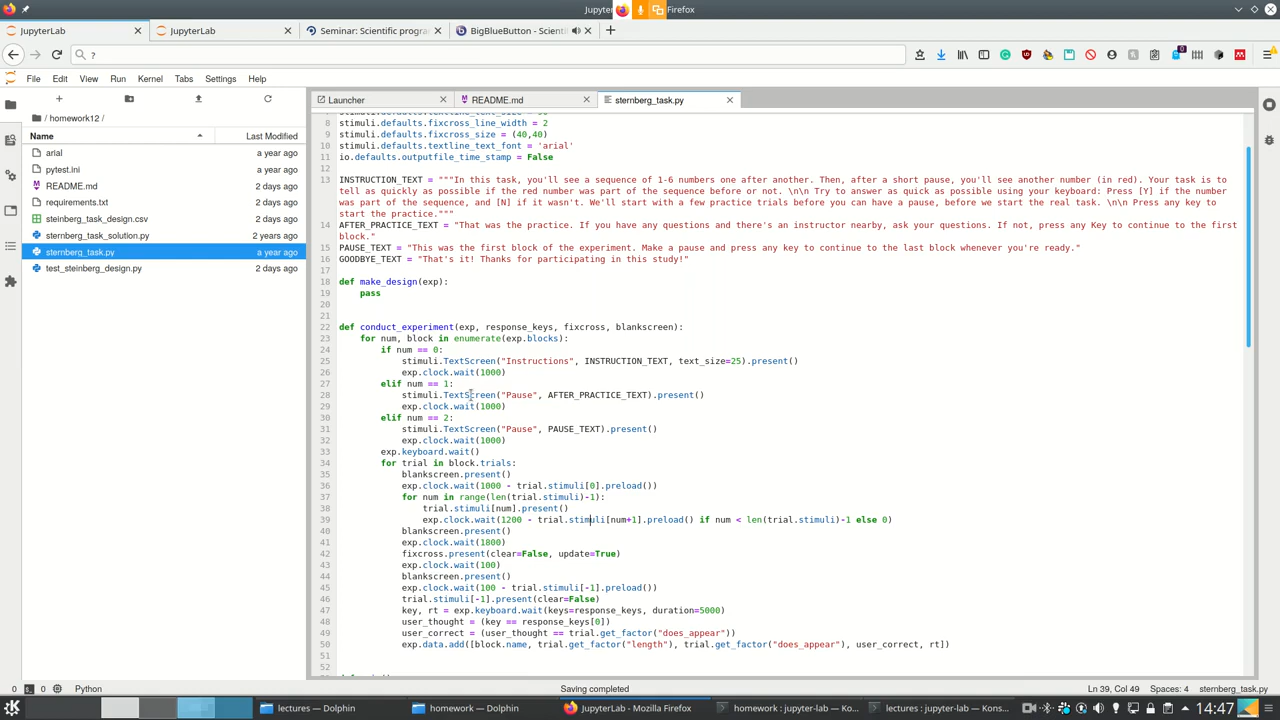 Jupyter
Firefox
JupyterLab
JupyterLab
Seminar: Scientific progra
BigBlueButton - Scienti
?
File Edit View Run Kernel Tabs Settings Help
Launcher
README.md
sternberg_task.py
/ homework12 /
Name Last Modified
arial a year ago
pytest.ini a year ago
README.md 2 days ago
requirements.txt 2 days ago
steinberg_task_design.csv 2 days ago
sternberg_task_solution.py 2 years ago
sternberg_task.py a year ago
test_steinberg_design.py 2 days ago
8 stimuli.defaults.fixcross_line_width = 2
9 stimuli.defaults.fixcross_size = (40,40)
10 stimuli.defaults.textline_text_font = 'arial'
11 io.defaults.outputfile_time_stamp = False
12
13 INSTRUCTION_TEXT = """In this task, you'll see a sequence of 1-6 numbers one after another. Then, after a short pause, you'll see another number (in red). Your task is to
tell as quickly as possible if the red number was part of the sequence before or not. \n\n Try to answer as quick as possible using your keyboard: Press [Y] if the number
was part of the sequence, and [N] if it wasn't. We'll start with a few practice trials before you can have a pause, before we start the real task. \n\n Press any key to
start the practice."""
14 AFTER_PRACTICE_TEXT = "That was the practice. If you have any questions and there's an instructor nearby, ask your questions. If not, press any Key to continue to the first
block."
15 PAUSE_TEXT = "This was the first block of the experiment. Make a pause and press any key to continue to the last block whenever you're ready."
16 GOODBYE_TEXT = "That's it! Thanks for participating in this study!"
17
18 def make_design(exp):
19 pass
20
21
22 def conduct_experiment(exp, response_keys, fixcross, blankscreen):
23 for num, block in enumerate(exp.blocks):
24 if num == 0:
25 stimuli.TextScreen("Instructions", INSTRUCTION_TEXT, text_size=25).present()
26 exp.clock.wait(1000)
27 elif num == 1:
28 stimuli.TextScreen("Pause", AFTER_PRACTICE_TEXT).present()
29 exp.clock.wait(1000)
30 elif num == 2:
31 stimuli.TextScreen("Pause", PAUSE_TEXT).present()
32 exp.clock.wait(1000)
33 exp.keyboard.wait()
34 for trial in block.trials:
35 blankscreen.present()
36 exp.clock.wait(1000 - trial.stimuli[0].preload())
37 for num in range(len(trial.stimuli)-1):
38 trial.stimuli[num].present()
39 exp.clock.wait(1200 - trial.stimuli[num+1].preload() if num < len(trial.stimuli)-1 else 0)
40 blankscreen.present()
41 exp.clock.wait(1800)
42 fixcross.present(clear=False, update=True)
43 exp.clock.wait(100)
44 blankscreen.present()
45 exp.clock.wait(100 - trial.stimuli[-1].preload())
46 trial.stimuli[-1].present(clear=False)
47 key, rt = exp.keyboard.wait(keys=response_keys, duration=5000)
48 user_thought = (key == response_keys[0])
49 user_correct = (user_thought == trial.get_factor("does_appear"))
50 exp.data.add([block.name, trial.get_factor("length"), trial.get_factor("does_appear"), user_correct, rt])
51
52
0 0 Python Saving completed Ln 39, Col 49 Spaces: 4 sternberg_task.py
lectures — Dolphin
homework — Dolphin
JupyterLab — Mozilla Firefox
homework : jupyter-lab — Ko...
lectures : jupyter-lab — Kons...
14:47